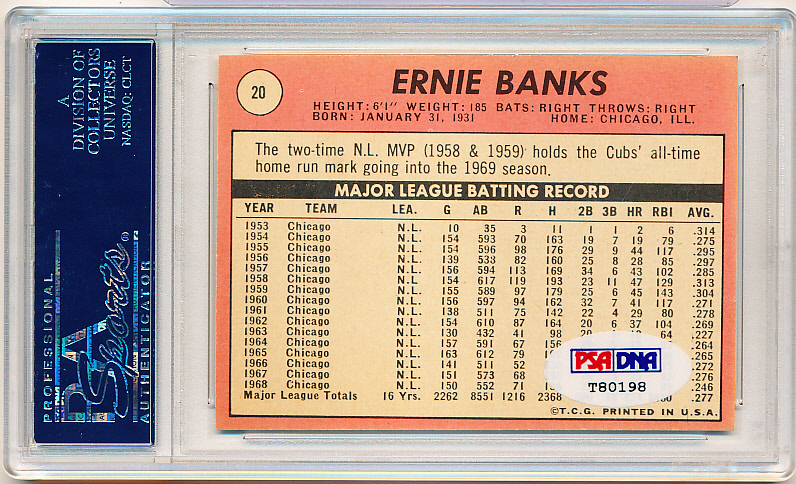 A
DIVISION OF
COLLECTORS
UNIVERSE
NASDAQ: CLCT
PROFESSIONAL
PSA
Sports ®
AUTHENTICATOR
20
ERNIE BANKS
HEIGHT: 6'1" WEIGHT: 185 BATS: RIGHT THROWS: RIGHT
BORN: JANUARY 31, 1931 HOME: CHICAGO, ILL.
The two-time N.L. MVP (1958 & 1959) holds the Cubs' all-time
home run mark going into the 1969 season.
MAJOR LEAGUE BATTING RECORD
YEAR TEAM LEA. G AB R H 2B 3B HR RBI AVG.
1953 Chicago N.L. 10 35 3 11 1 1 2 6 .314
1954 Chicago N.L. 154 593 70 163 19 7 19 79 .275
1955 Chicago N.L. 154 596 98 176 29 9 44 117 .295
1956 Chicago N.L. 139 538 82 160 25 8 28 85 .297
1957 Chicago N.L. 156 594 113 169 34 6 43 102 .285
1958 Chicago N.L. 154 617 119 193 23 11 47 129 .313
1959 Chicago N.L. 155 589 97 179 25 6 45 143 .304
1960 Chicago N.L. 156 597 94 162 32 7 41 117 .271
1961 Chicago N.L. 138 511 75 142 22 4 29 80 .278
1962 Chicago N.L. 154 610 87 164 20 6 37 104 .269
1963 Chicago N.L. 130 432 41 98 .227
1964 Chicago N.L. 157 591 67 156 .264
1965 Chicago N.L. 163 612 79 .265
1966 Chicago N.L. 141 511 52 .272
1967 Chicago N.L. 151 573 68 .276
1968 Chicago N.L. 150 552 71 .246
Major League Totals 16 Yrs. 2262 8551 1216 2368 .277
PSA DNA
T80198
©T.C.G. PRINTED IN U.S.A.